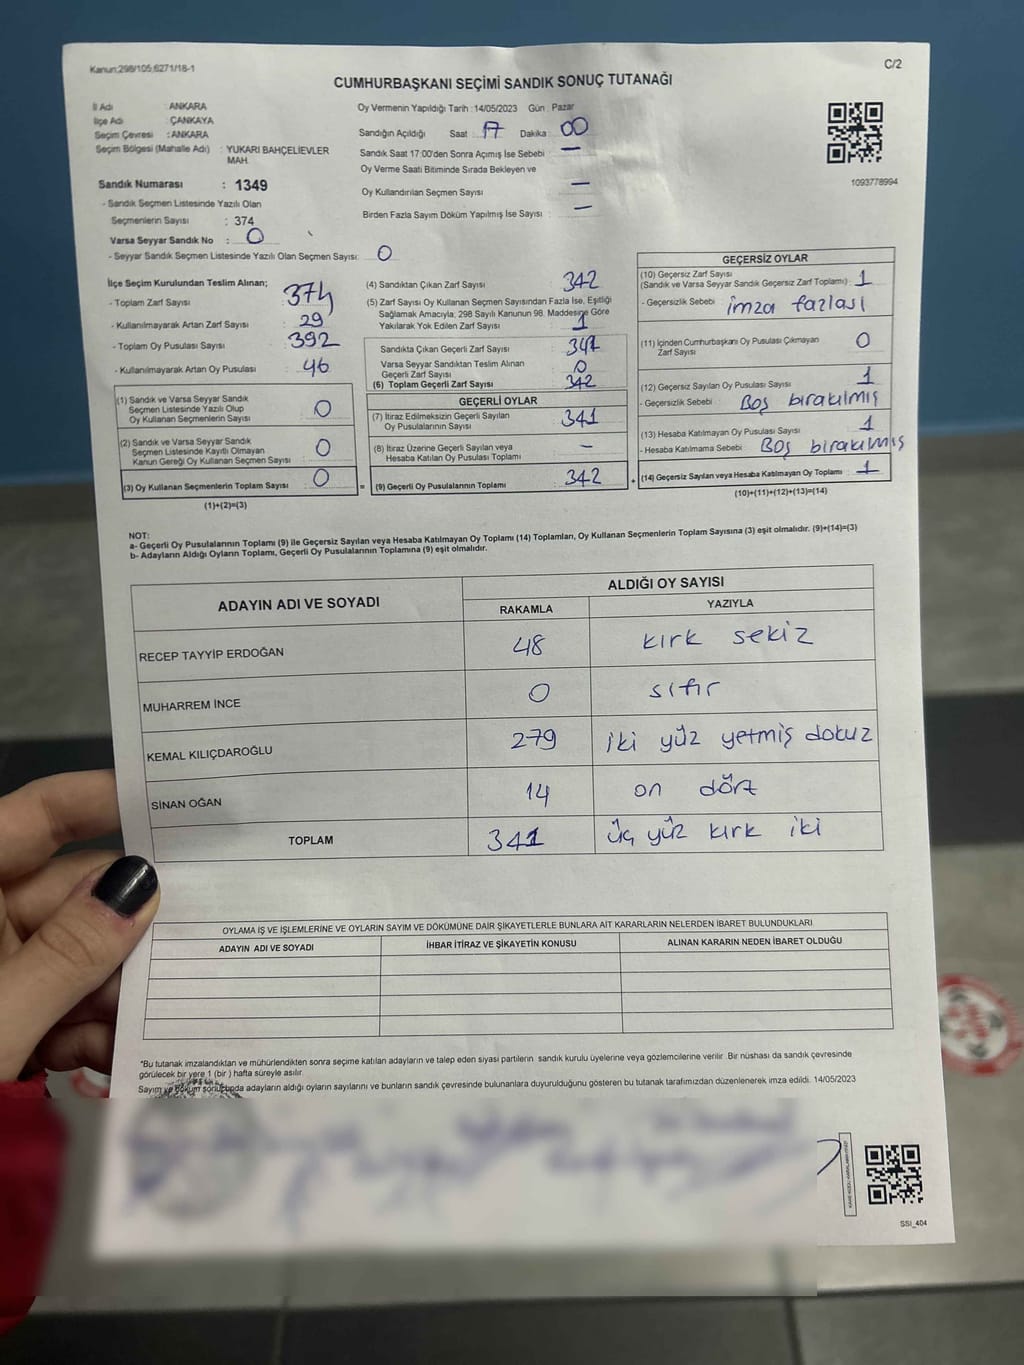 Kanun:298/105;6271/18-1
C/2
CUMHURBAŞKANI SEÇİMİ SANDIK SONUÇ TUTANAĞI
İl Adı : ANKARA
İlçe Adı : ÇANKAYA
Seçim Çevresi : ANKARA
Seçim Bölgesi (Mahalle Adı) : YUKARI BAHÇELİEVLER
MAH.
Sandık Numarası : 1349
- Sandık Seçmen Listesinde Yazılı Olan
Seçmenlerin Sayısı : 374
Varsa Seyyar Sandık No : 0
- Seyyar Sandık Seçmen Listesinde Yazılı Olan Seçmen Sayısı: 0
Oy Vermenin Yapıldığı Tarih : 14/05/2023 Gün : Pazar
Sandığın Açıldığı Saat : 17 Dakika : 00
Sandık Saat 17:00'den Sonra Açımış İse Sebebi : —
Oy Verme Saati Bitiminde Sırada Bekleyen ve
Oy Kullandırılan Seçmen Sayısı —
Birden Fazla Sayım Döküm Yapılmış İse Sayısı : —
1093778994
İlçe Seçim Kurulundan Teslim Alınan;
- Toplam Zarf Sayısı : 374
- Kullanılmayarak Artan Zarf Sayısı : 29
- Toplam Oy Pusulası Sayısı : 392
- Kullanılmayarak Artan Oy Pusulası : 46
(1) Sandık ve Varsa Seyyar Sandık
Seçmen Listesinde Yazılı Olup
Oy Kullanan Seçmenlerin Sayısı : 0
(2) Sandık ve Varsa Seyyar Sandık
Seçmen Listesinde Kayıtlı Olmayan
Kanun Gereği Oy Kullanan Seçmen Sayısı : 0
(3) Oy Kullanan Seçmenlerin Toplam Sayısı : 0
(1)+(2)=(3)
(4) Sandıktan Çıkan Zarf Sayısı : 342
(5) Zarf Sayısı Oy Kullanan Seçmen Sayısından Fazla İse, Eşitliği
Sağlamak Amacıyla, 298 Sayılı Kanunun 98. Maddesine Göre
Yakılarak Yok Edilen Zarf Sayısı : 1
Sandıkta Çıkan Geçerli Zarf Sayısı : 341
Varsa Seyyar Sandıktan Teslim Alınan
Geçerli Zarf Sayısı : 0
(6) Toplam Geçerli Zarf Sayısı : 342
GEÇERLİ OYLAR
(7) İtiraz Edilmeksizin Geçerli Sayılan
Oy Pusulalarının Sayısı : 341
(8) İtiraz Üzerine Geçerli Sayılan veya
Hesaba Katılan Oy Pusulası Toplamı : —
= (9) Geçerli Oy Pusulalarının Toplamı : 342
GEÇERSİZ OYLAR
(10) Geçersiz Zarf Sayısı
(Sandık ve Varsa Seyyar Sandık Geçersiz Zarf Toplamı) : 1
- Geçersizlik Sebebi : imza fazlası
(11) İçinden Cumhurbaşkanı Oy Pusulası Çıkmayan
Zarf Sayısı : 0
(12) Geçersiz Sayılan Oy Pusulası Sayısı : 1
- Geçersizlik Sebebi : Boş bırakılmış
(13) Hesaba Katılmayan Oy Pusulası Sayısı : 1
- Hesaba Katılmama Sebebi : Boş bırakılmış
+ (14) Geçersiz Sayılan veya Hesaba Katılmayan Oy Toplamı : 1
(10)+(11)+(12)+(13)=(14)
NOT:
a- Geçerli Oy Pusulalarının Toplamı (9) ile Geçersiz Sayılan veya Hesaba Katılmayan Oy Toplamı (14) Toplamları, Oy Kullanan Seçmenlerin Toplam Sayısına (3) eşit olmalıdır. (9)+(14)=(3)
b- Adayların Aldığı Oyların Toplamı, Geçerli Oy Pusulalarının Toplamına (9) eşit olmalıdır.
ADAYIN ADI VE SOYADI ALDIĞI OY SAYISI
RAKAMLA YAZIYLA
RECEP TAYYİP ERDOĞAN 48 kırk sekiz
MUHARREM İNCE 0 sıfır
KEMAL KILIÇDAROĞLU 279 iki yüz yetmiş dokuz
SİNAN OĞAN 14 on dört
TOPLAM 341 üç yüz kırk iki
OYLAMA İŞ VE İŞLEMLERİNE VE OYLARIN SAYIM VE DÖKÜMÜNE DAİR ŞİKAYETLERLE BUNLARA AİT KARARLARIN NELERDEN İBARET BULUNDUKLARI
ADAYIN ADI VE SOYADI İHBAR İTİRAZ VE ŞİKAYETİN KONUSU ALINAN KARARIN NEDEN İBARET OLDUĞU
*Bu tutanak imzalandıktan ve mühürlendikten sonra seçime katılan adayların ve talep eden siyasi partilerin sandık kurulu üyelerine veya gözlemcilerine verilir. Bir nüshası da sandık çevresinde
görülecek bir yere 1 (bir ) hafta süreyle asılır.
Sayım ve döküm sonucunda adayların aldığı oyların sayılarını ve bunların sandık çevresinde bulunanlara duyurulduğunu gösteren bu tutanak tarafımızdan düzenlenerek imza edildi. 14/05/2023
SSI_404